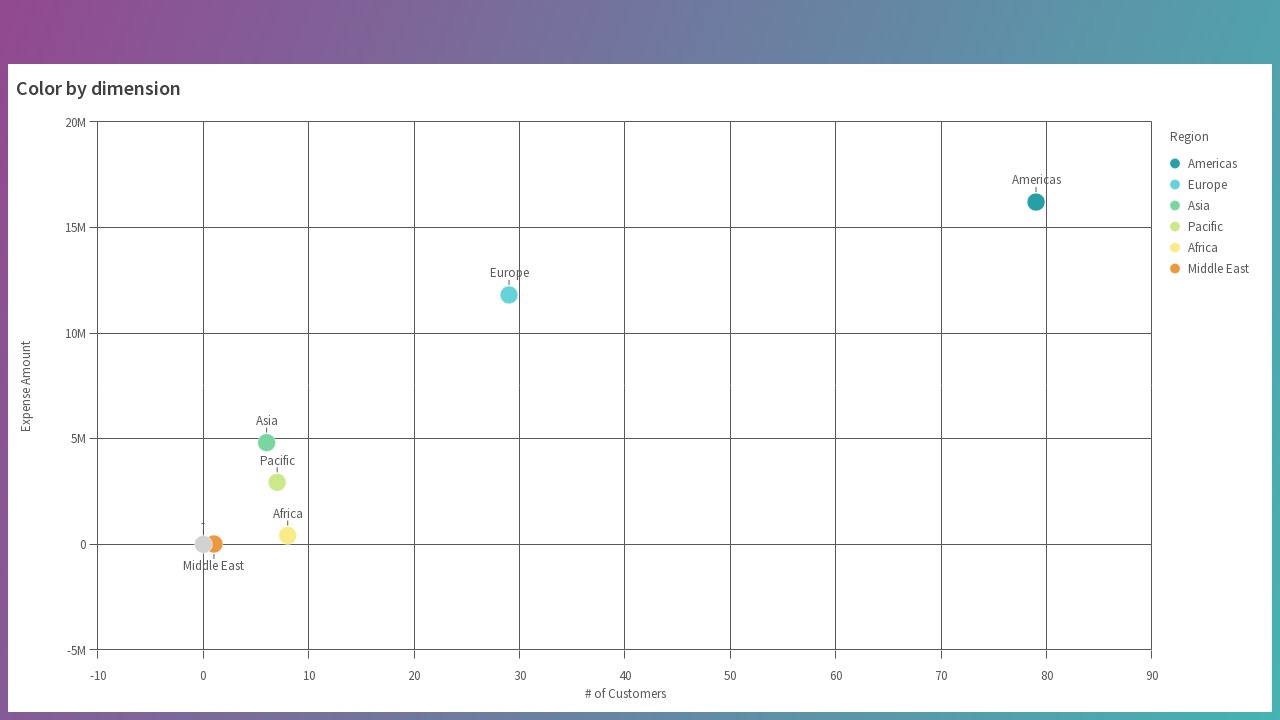 Color by dimension
20M
15M
10M
5M
0
-5M
Expense Amount
-10
0
10
20
30
40
50
60
70
80
90
# of Customers
Americas
Europe
Asia
Pacific
Africa
-
Middle East
Region
Americas
Europe
Asia
Pacific
Africa
Middle East